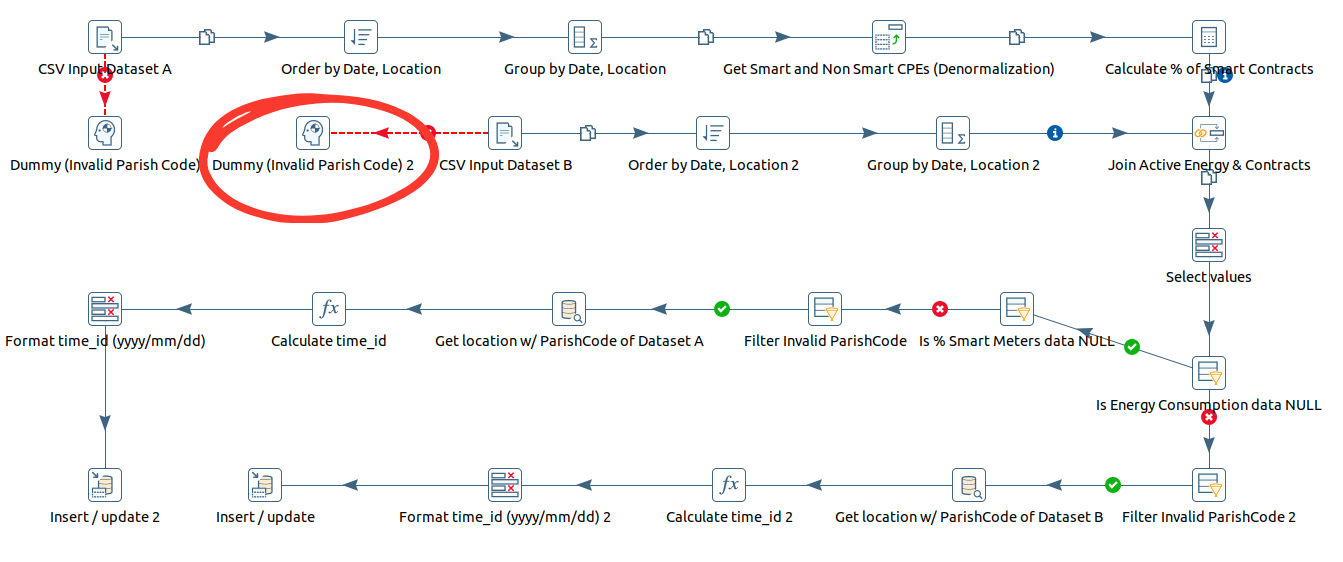 CSV Input Dataset A
Order by Date, Location
Group by Date, Location
Get Smart and Non Smart CPEs (Denormalization)
Calculate % of Smart Contracts
Dummy (Invalid Parish Code)
Dummy (Invalid Parish Code) 2
CSV Input Dataset B
Order by Date, Location 2
Group by Date, Location 2
Join Active Energy & Contracts
Select values
Format time_id (yyyy/mm/dd)
Calculate time_id
Get location w/ ParishCode of Dataset A
Filter Invalid ParishCode
Is % Smart Meters data NULL
Is Energy Consumption data NULL
Insert / update 2
Insert / update
Format time_id (yyyy/mm/dd) 2
Calculate time_id 2
Get location w/ ParishCode of Dataset B
Filter Invalid ParishCode 2